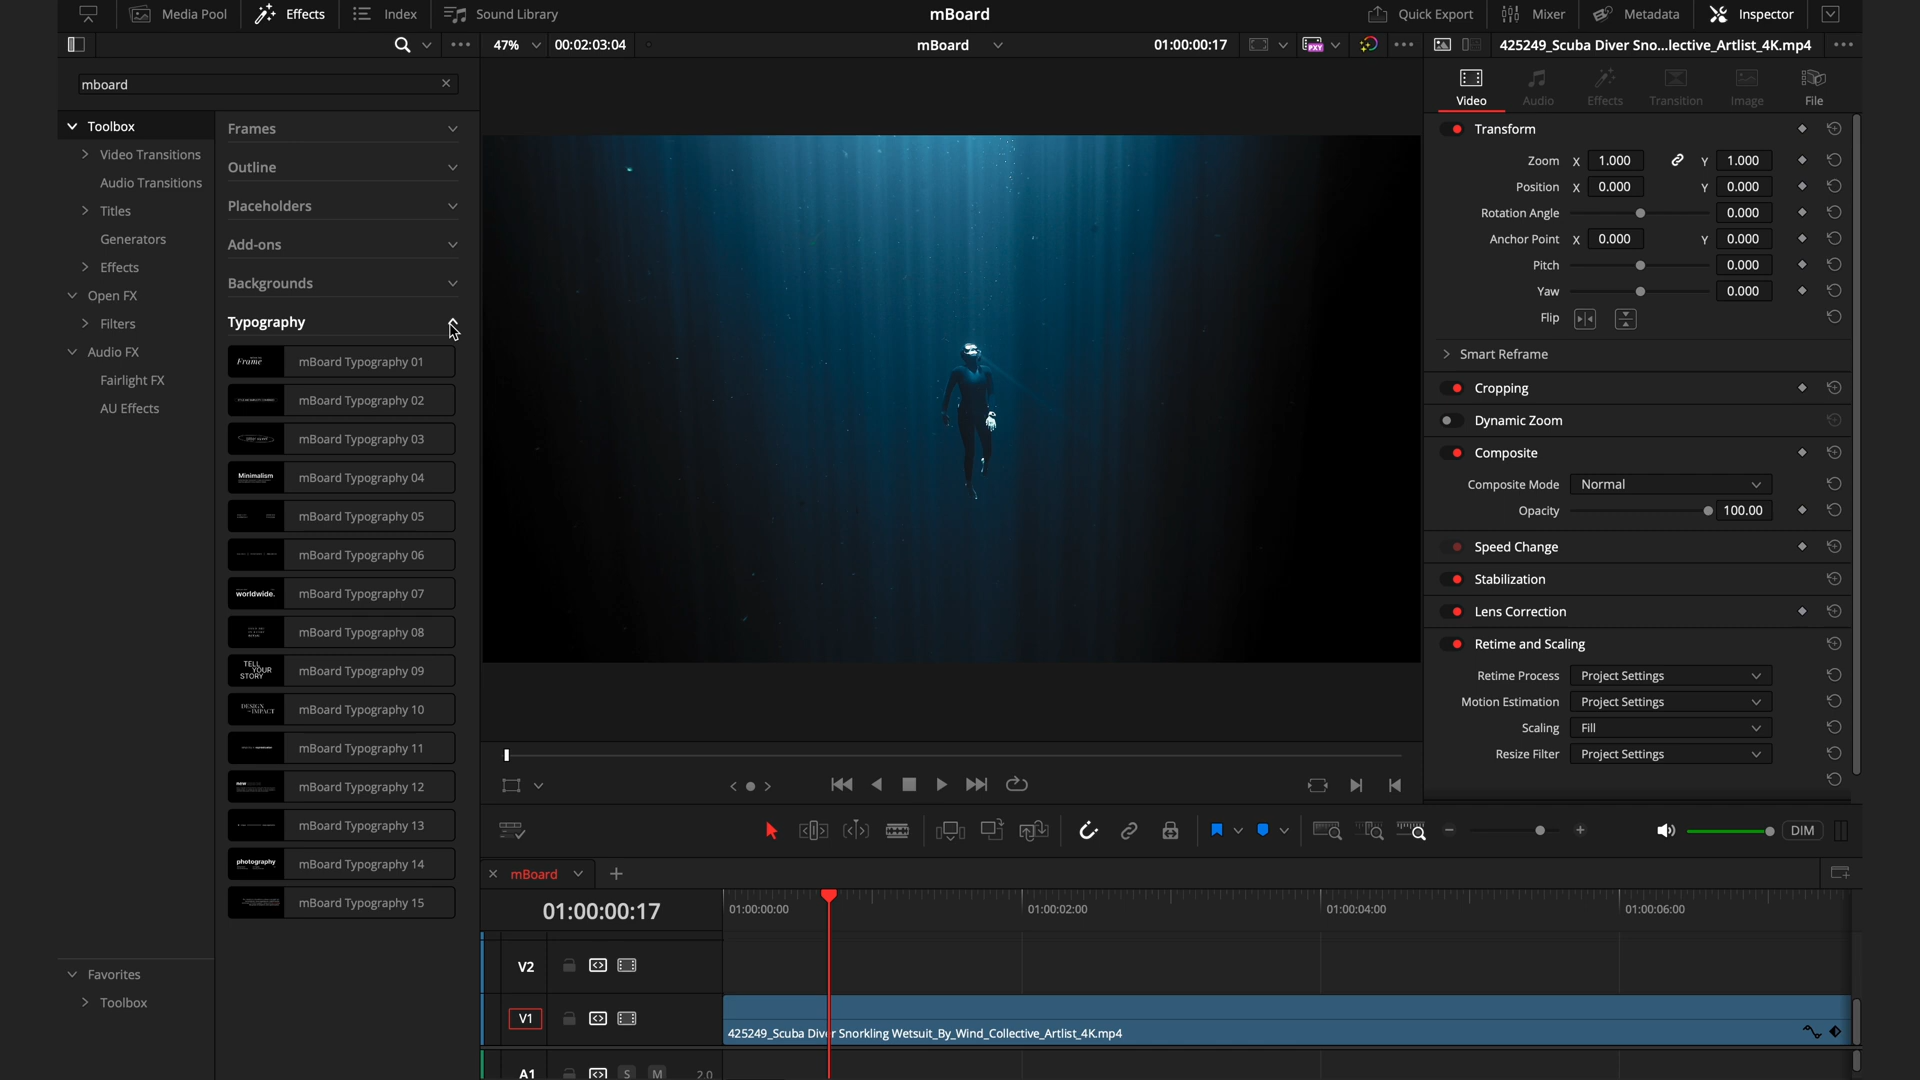 Media Pool
Effects
Index
Sound Library
mBoard
Quick Export
Mixer
Metadata
Inspector
47%
00:02:03:04
mBoard
01:00:00:17
PXY
425249_Scuba Diver Sno...lective_Artlist_4K.mp4
mboard
Toolbox
Video Transitions
Audio Transitions
Titles
Generators
Effects
Open FX
Filters
Audio FX
Fairlight FX
AU Effects
Favorites
Toolbox
Frames
Outline
Placeholders
Add-ons
Backgrounds
Typography
Frame
mBoard Typography 01
mBoard Typography 02
mBoard Typography 03
Minimalism
mBoard Typography 04
mBoard Typography 05
mBoard Typography 06
worldwide.
mBoard Typography 07
mBoard Typography 08
TELL
YOUR
STORY
mBoard Typography 09
DESIGN
IMPACT
mBoard Typography 10
mBoard Typography 11
new
mBoard Typography 12
mBoard Typography 13
photography
mBoard Typography 14
mBoard Typography 15
Video
Audio
Effects
Transition
Image
File
Transform
Zoom X 1.000 Y 1.000
Position X 0.000 Y 0.000
Rotation Angle 0.000
Anchor Point X 0.000 Y 0.000
Pitch 0.000
Yaw 0.000
Flip
Smart Reframe
Cropping
Dynamic Zoom
Composite
Composite Mode Normal
Opacity 100.00
Speed Change
Stabilization
Lens Correction
Retime and Scaling
Retime Process Project Settings
Motion Estimation Project Settings
Scaling Fill
Resize Filter Project Settings
DIM
mBoard
01:00:00:17
01:00:00:00
01:00:02:00
01:00:04:00
01:00:06:00
V2
V1
425249_Scuba Diver Snorkling Wetsuit_By_Wind_Collective_Artlist_4K.mp4
A1
S
M
2.0